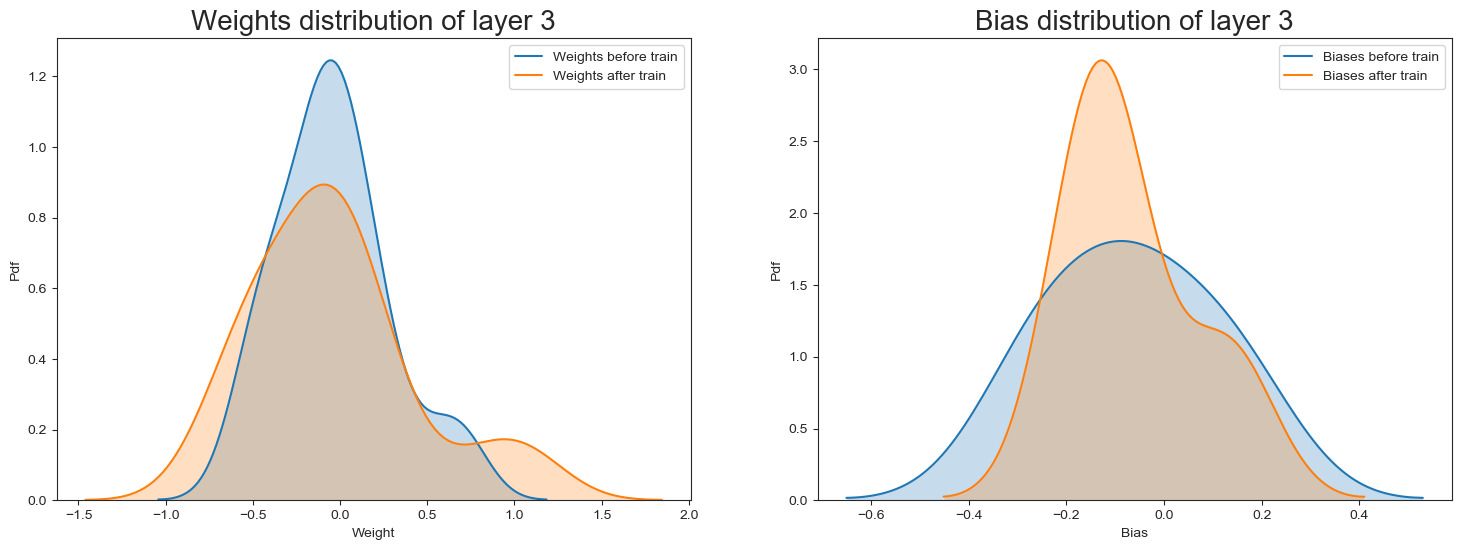 Weights distribution of layer 3
Weights before train
Weights after train
1.2
1.0
0.8
0.6
0.4
0.2
0.0
Pdf
−1.5
−1.0
−0.5
0.0
0.5
1.0
1.5
2.0
Weight
Bias distribution of layer 3
Biases before train
Biases after train
3.0
2.5
2.0
1.5
1.0
0.5
0.0
Pdf
−0.6
−0.4
−0.2
0.0
0.2
0.4
Bias